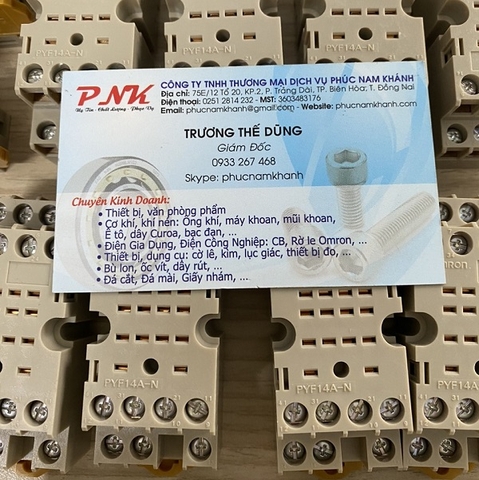 PYF14A-N
PYF14A-N
PYF14A-N
PNK
Uy Tín - Chất Lượng - Phục Vụ
CÔNG TY TNHH THƯƠNG MẠI DỊCH VỤ PHÚC NAM KHÁNH
Địa chỉ: 75E/12 Tổ 20, KP.2, P. Trảng Dài, TP. Biên Hòa, T. Đồng Nai
Điện thoại: 0251 2814 232 - MST: 3603483176
Email: phucnamkhanh@gmail.com - Website: phucnamkhanh.com
TRƯƠNG THẾ DŨNG
Giám Đốc
0933 267 468
Skype: phucnamkhanh
Chuyên Kinh Doanh:
• Thiết bị, văn phòng phẩm
• Cơ khí, khí nén: Ong khí, máy khoan, mũi khoan,
Ê tô, dây Curoa, bạc đạn, ...
• Điện Gia Dụng, Điện Công Nghiệp: CB, Rờ le Omron, ...
• Thiết bị, dụng cụ: cờ lê, kìm, lục giác, thiết bị đo, ...
• Bù lon, ốc vít, dây rút, ...
• Đá cắt, Đá mài, Giấy nhám, ...
PYF14A-N
PYF14A-N
PYF14A-N